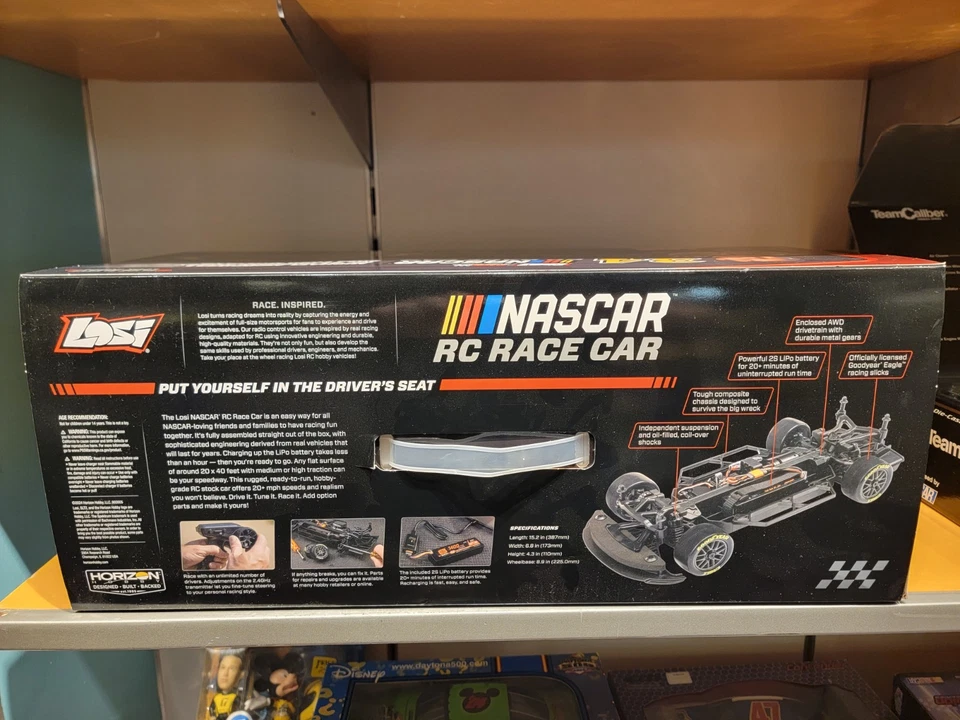 TeamCaliber
LOSI
RACE. INSPIRED.
Losi turns racing dreams into reality by capturing the energy and
excitement of full-size motorsports for fans to experience and drive
for themselves. Our radio control vehicles are inspired by real racing
designs, adapted for RC using innovative engineering and durable,
high-quality materials. They're not only fun, but also develop the
same skills used by professional drivers, engineers, and mechanics.
Take your place at the wheel racing Losi RC hobby vehicles!
NASCAR
RC RACE CAR
PUT YOURSELF IN THE DRIVER'S SEAT
Enclosed AWD
drivetrain with
durable metal gears
Powerful 2S LiPo battery
for 20+ minutes of
uninterrupted run time
Officially licensed
Goodyear® Eagle™
racing slicks
Tough composite
chassis designed to
survive the big wreck
Independent suspension
and oil-filled, coil-over
shocks
AGE RECOMMENDATION:
The Losi NASCAR® RC Race Car is an easy way for all
NASCAR-loving friends and families to have racing fun
together. It's fully assembled straight out of the box, with
sophisticated engineering derived from real vehicles that
will last for years. Charging up the LiPo battery takes less
than an hour — then you're ready to go. Any flat surface
of around 20 x 40 feet with medium or high traction can
be your speedway. This rugged, ready-to-run, hobby-
grade RC stock car offers 20+ mph speeds and realism
you won't believe. Drive it. Tune it. Race it. Add option
parts and make it yours!
Race with an unlimited number of
drivers. Adjustments on the 2.4GHz
transmitter let you fine-tune steering
to your personal racing style.
If anything breaks, you can fix it. Parts
for repairs and upgrades are available
at many hobby retailers or online.
The included 2S LiPo battery provides
20+ minutes of interrupted run time.
Recharging is fast, easy, and safe.
SPECIFICATIONS
Length: 15.2 in (387mm)
Width: 6.8 in (173mm)
Height: 4.3 in (110mm)
Wheelbase: 8.9 in (225.0mm)
HORIZON
DESIGNED • BUILT • BACKED
Team
DISNEY
www.daytona500.com